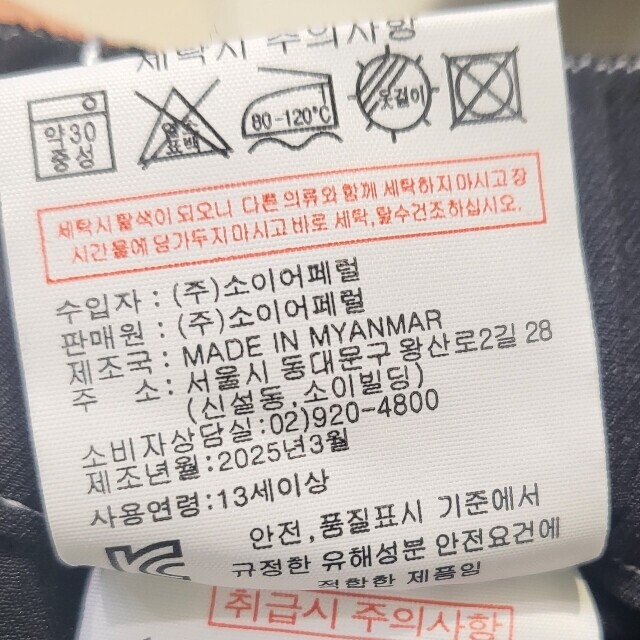 세탁시 주의사항
약30
중성
염소
표백
80-120℃
옷걸이
세탁시 탈색이 되오니 다른 의류와 함께 세탁하지 마시고 장
시간 물에 담가두지 마시고 바로 세탁,탈수건조하십시오.
수입자 : (주)소이어페럴
판매원 : (주)소이어페럴
제조국 : MADE IN MYANMAR
주 소 : 서울시 동대문구 왕산로2길 28
(신설동, 소이빌딩)
소비자상담실:02)920-4800
제조년월:2025년3월
사용연령:13세이상
안전,품질표시 기준에서
규정한 유해성분 안전요건에
적합한 제품임
취급시 주의사항